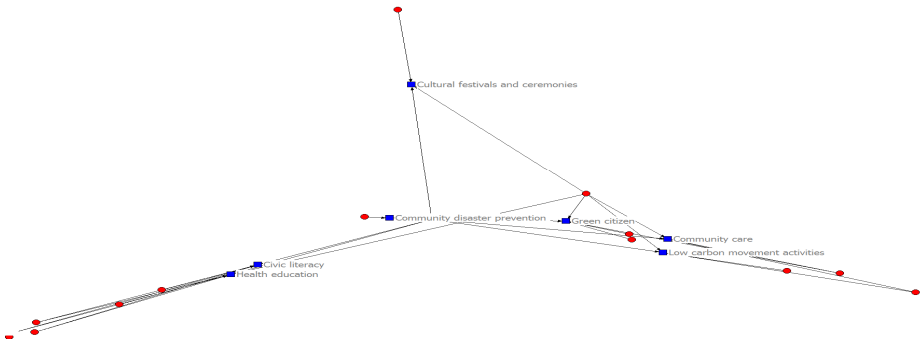 Cultural festivals and ceremonies
Community disaster prevention
Green citizen
Community care
Low carbon movement activities
Civic literacy
Health education